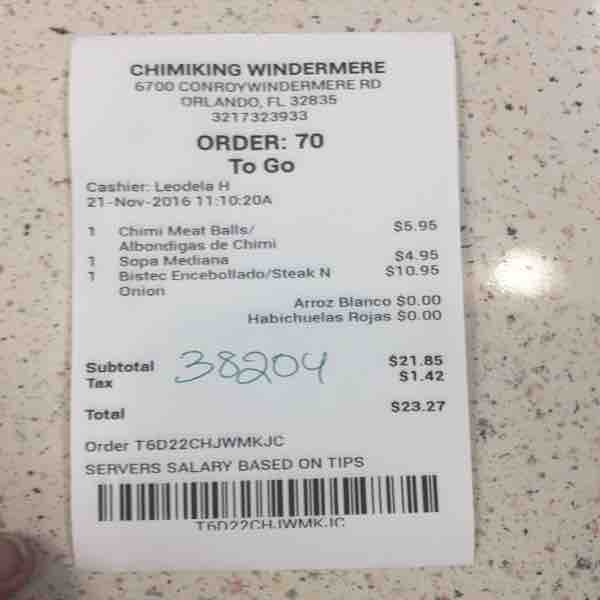 CHIMIKING WINDERMERE
6700 CONROYWINDERMERE RD
ORLANDO, FL 32835
3217323933
ORDER: 70
To Go
Cashier: Leodela H
21-Nov-2016 11:10:20A
1 Chimi Meat Balls/ $5.95
Albondigas de Chimi
1 Sopa Mediana $4.95
1 Bistec Encebollado/Steak N $10.95
Onion
Arroz Blanco $0.00
Habichuelas Rojas $0.00
Subtotal 38204 $21.85
Tax $1.42
Total $23.27
Order T6D22CHJWMKJC
SERVERS SALARY BASED ON TIPS
T6D22CHJWMKJC